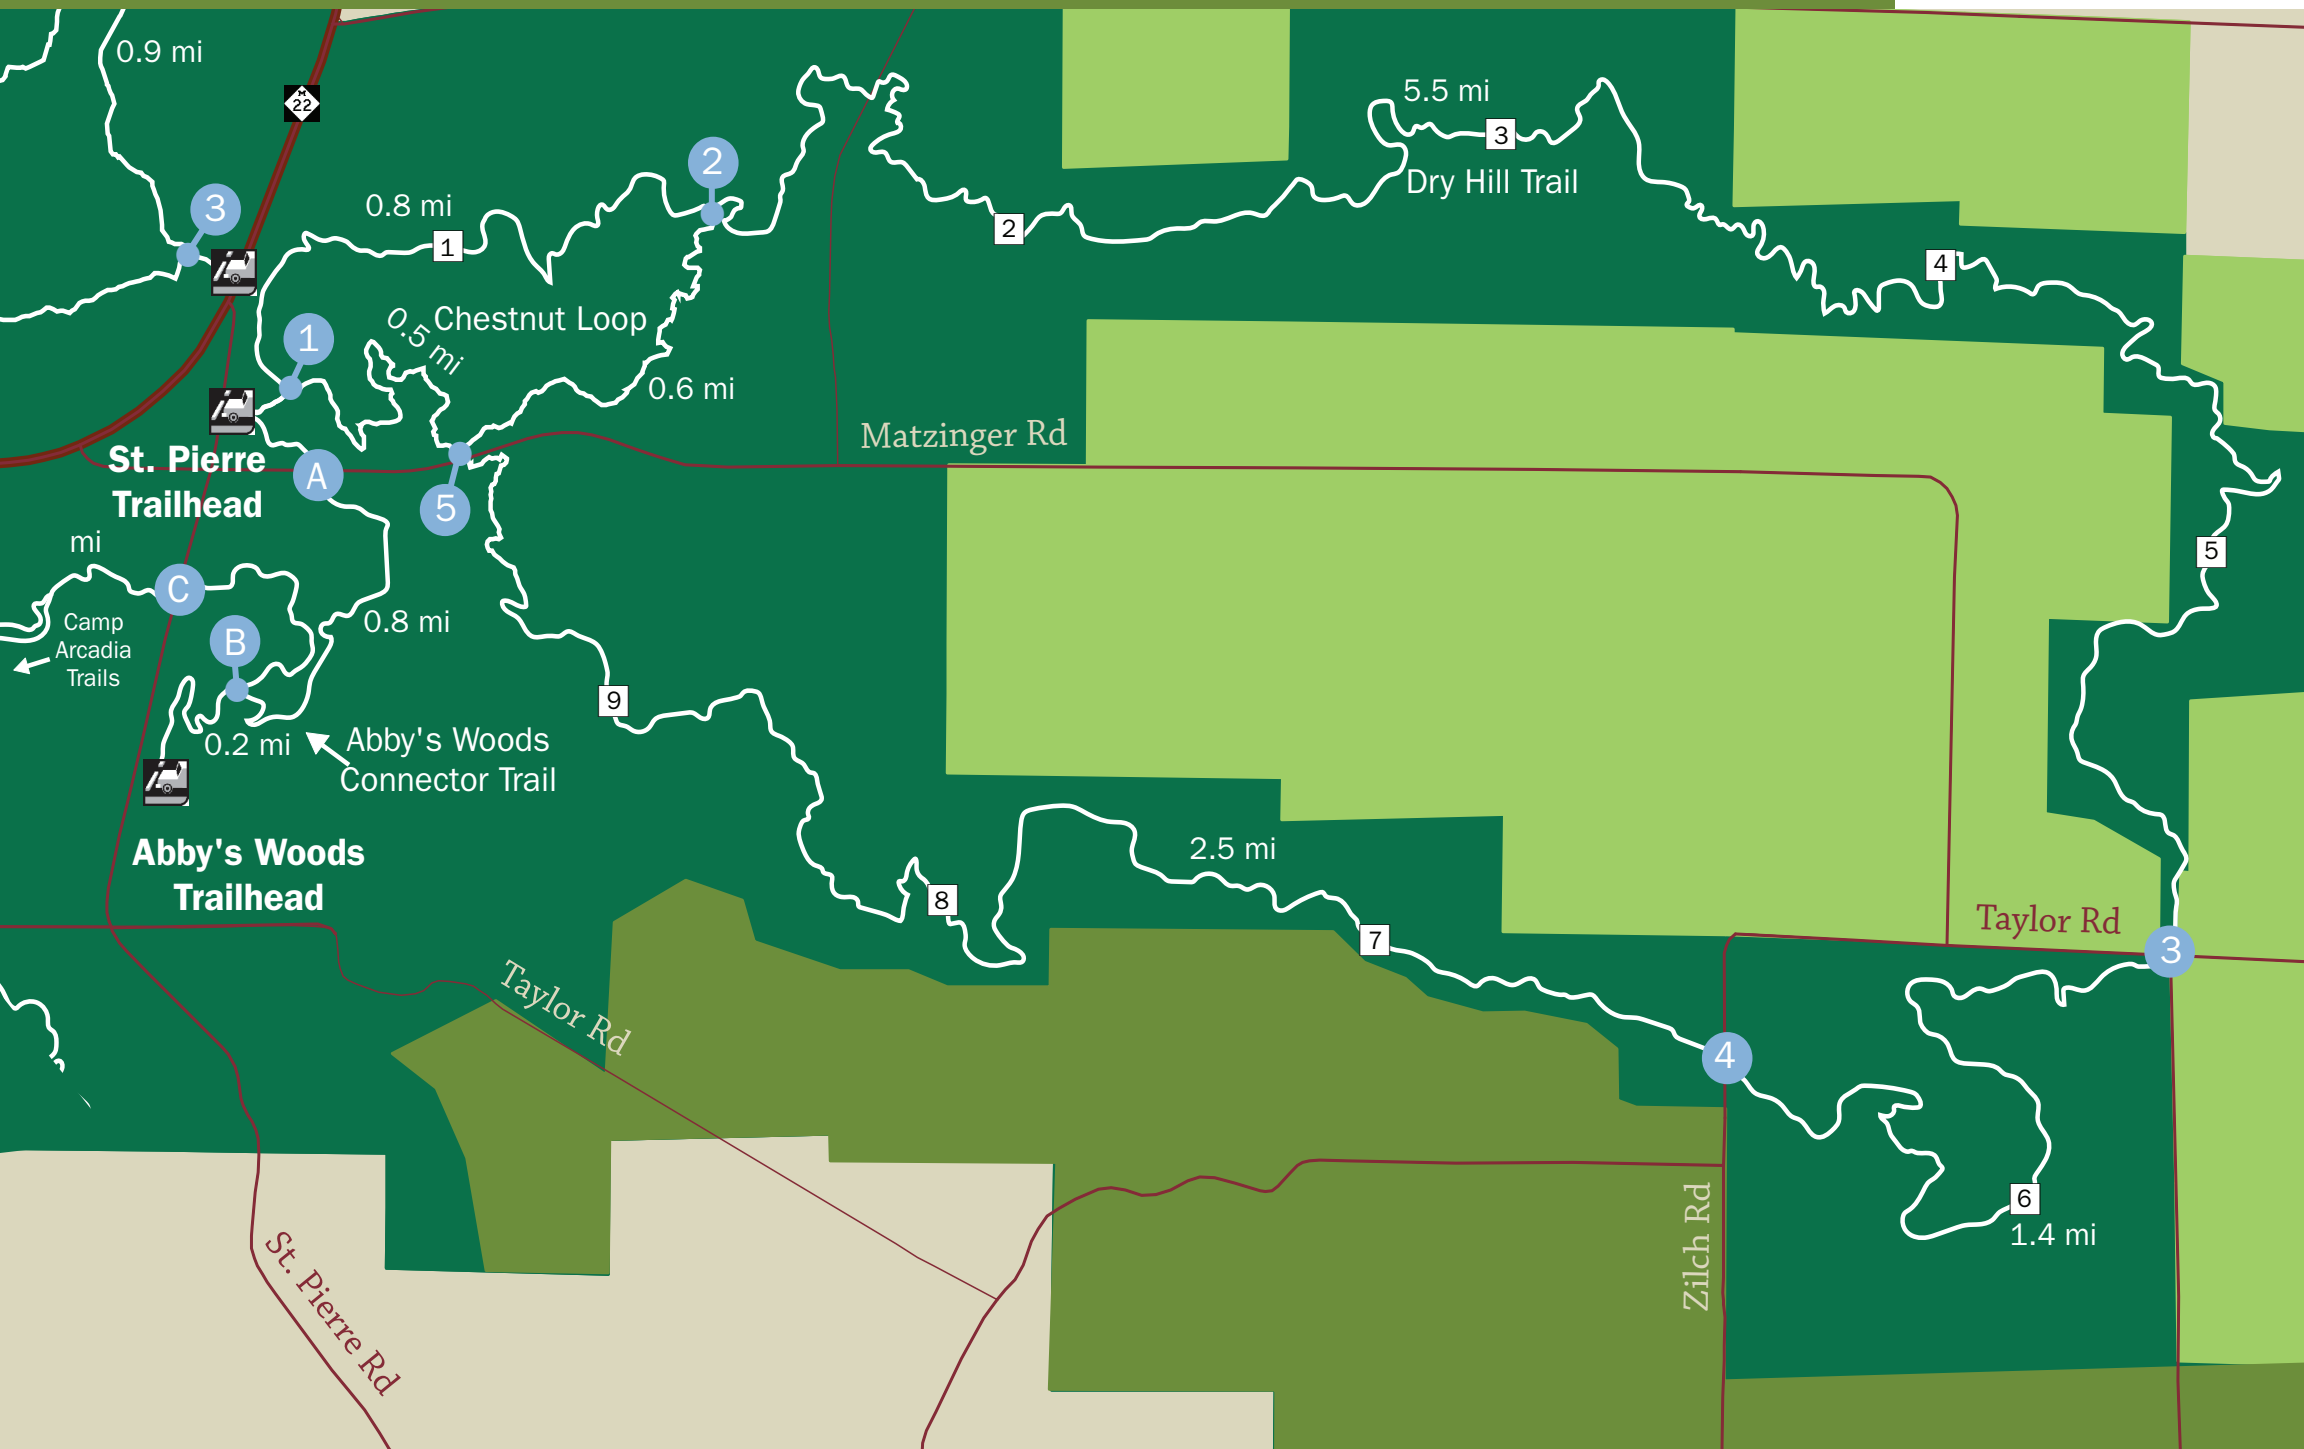 0.9 mi
M
22
5.5 mi
3
Dry Hill Trail
2
3
0.8 mi
1
2
4
1
0.5 mi
Chestnut Loop
0.6 mi
Matzinger Rd
St. Pierre
Trailhead
A
5
5
mi
C
Camp
Arcadia
Trails
B
0.8 mi
9
0.2 mi
Abby's Woods
Connector Trail
Abby's Woods
Trailhead
2.5 mi
8
7
Taylor Rd
3
Taylor Rd
4
6
1.4 mi
Zilch Rd
St. Pierre Rd